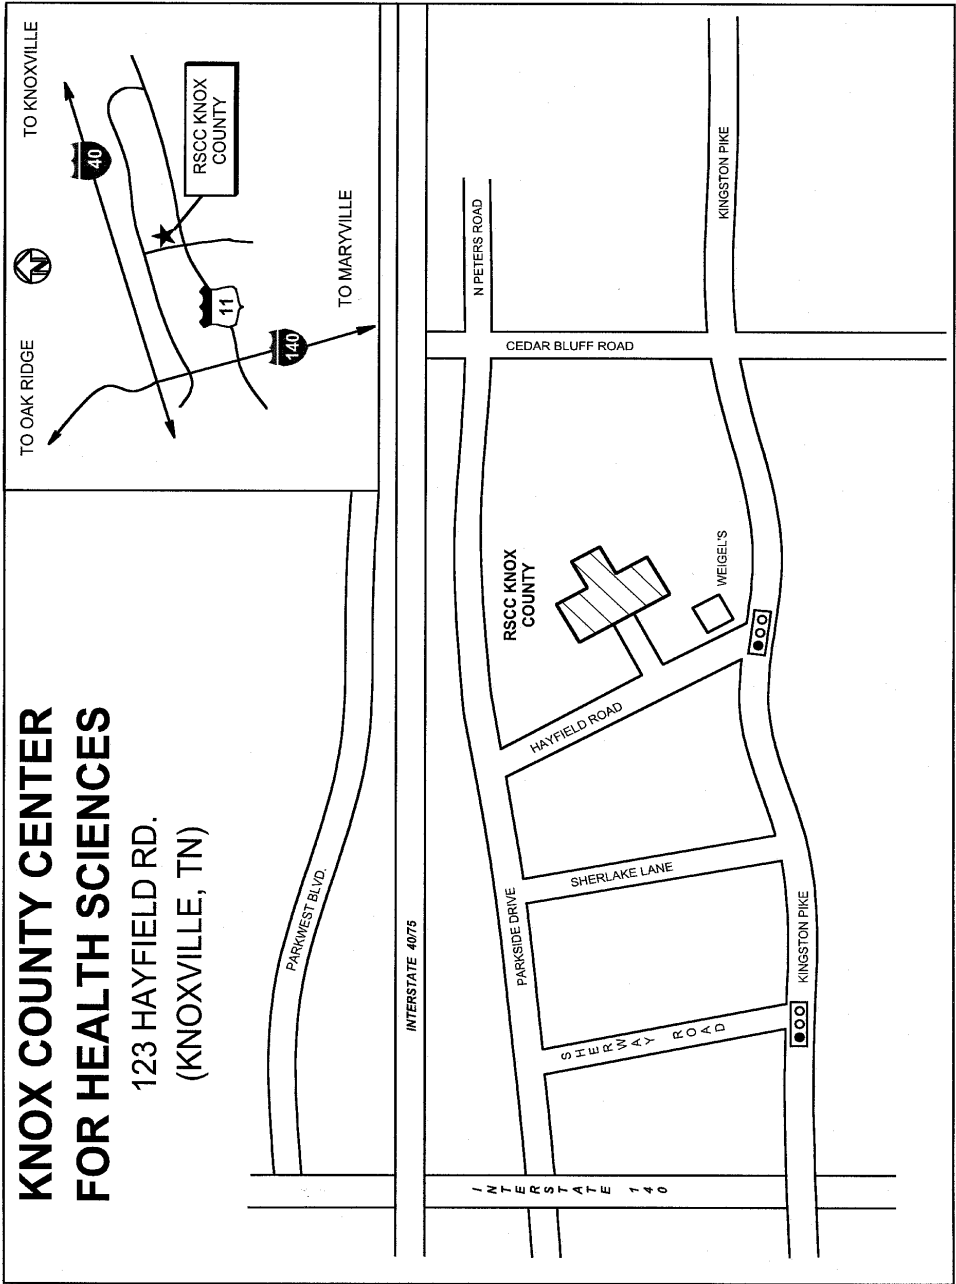 KNOX COUNTY CENTER
FOR HEALTH SCIENCES
123 HAYFIELD RD.
(KNOXVILLE, TN)
TO OAK RIDGE
N
TO KNOXVILLE
40
RSCC KNOX
COUNTY
11
140
TO MARYVILLE
PARKWEST BLVD.
INTERSTATE 40/75
INTERSTATE 140
PARKSIDE DRIVE
N PETERS ROAD
CEDAR BLUFF ROAD
RSCC KNOX
COUNTY
HAYFIELD ROAD
WEIGEL'S
SHERLAKE LANE
SHERWAY ROAD
KINGSTON PIKE
KINGSTON PIKE